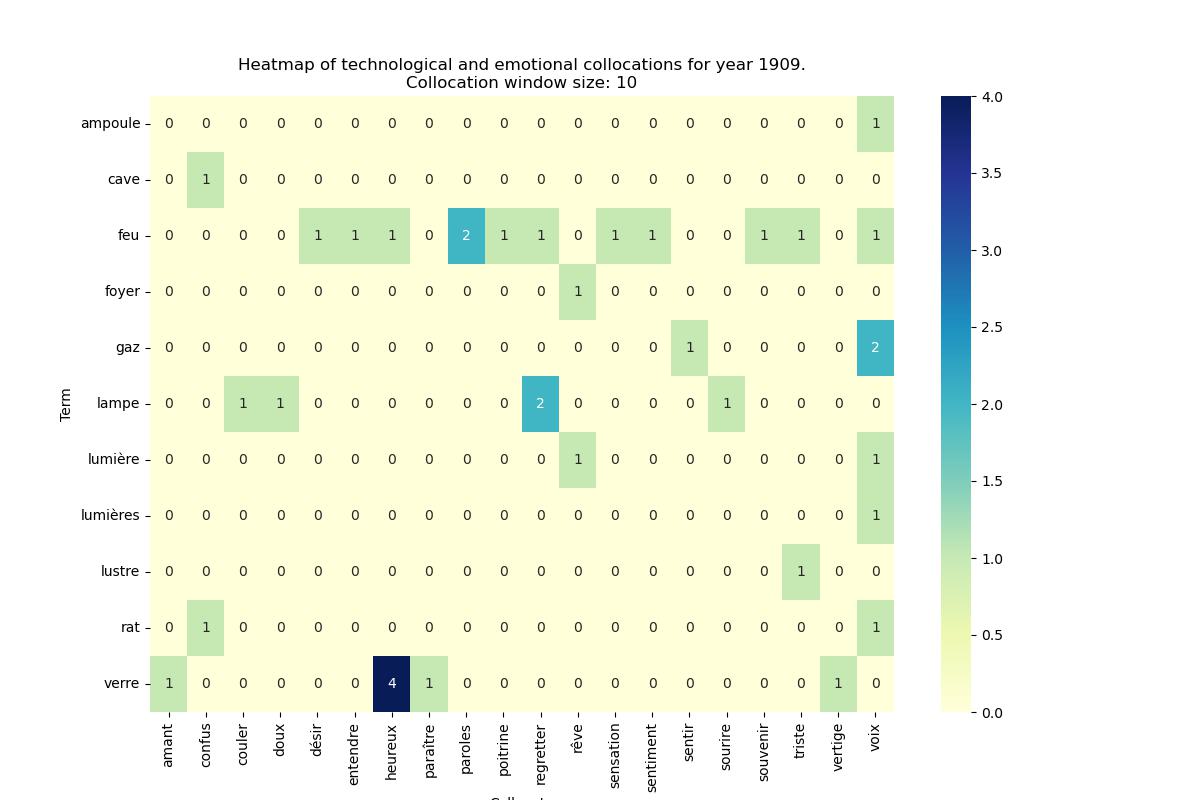 Heatmap of technological and emotional collocations for year 1909.
Collocation window size: 10
Term
ampoule 0 0 0 0 0 0 0 0 0 0 0 0 0 0 0 0 0 0 0 1
cave 0 1 0 0 0 0 0 0 0 0 0 0 0 0 0 0 0 0 0 0
feu 0 0 0 0 1 1 1 0 2 1 1 0 1 1 0 0 1 1 0 1
foyer 0 0 0 0 0 0 0 0 0 0 0 1 0 0 0 0 0 0 0 0
gaz 0 0 0 0 0 0 0 0 0 0 0 0 0 0 1 0 0 0 0 2
lampe 0 0 1 1 0 0 0 0 0 0 2 0 0 0 0 1 0 0 0 0
lumière 0 0 0 0 0 0 0 0 0 0 0 1 0 0 0 0 0 0 0 1
lumières 0 0 0 0 0 0 0 0 0 0 0 0 0 0 0 0 0 0 0 1
lustre 0 0 0 0 0 0 0 0 0 0 0 0 0 0 0 0 0 1 0 0
rat 0 1 0 0 0 0 0 0 0 0 0 0 0 0 0 0 0 0 0 1
verre 1 0 0 0 0 0 4 1 0 0 0 0 0 0 0 0 0 0 1 0
amant confus couler doux désir entendre heureux paraître paroles poitrine regretter rêve sensation sentiment sentir sourire souvenir triste vertige voix
4.0
3.5
3.0
2.5
2.0
1.5
1.0
0.5
0.0